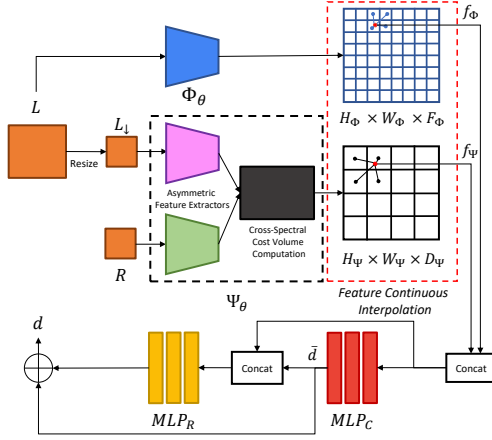 f_Φ
L
Φ_θ
H_Φ × W_Φ × F_Φ
L_↓
Resize
Asymmetric
Feature Extractors
Cross-Spectral
Cost Volume
Computation
f_Ψ
R
Ψ_θ
H_Ψ × W_Ψ × D_Ψ
Feature Continuous
Interpolation
d
MLP_R
Concat
d̄
MLP_C
Concat